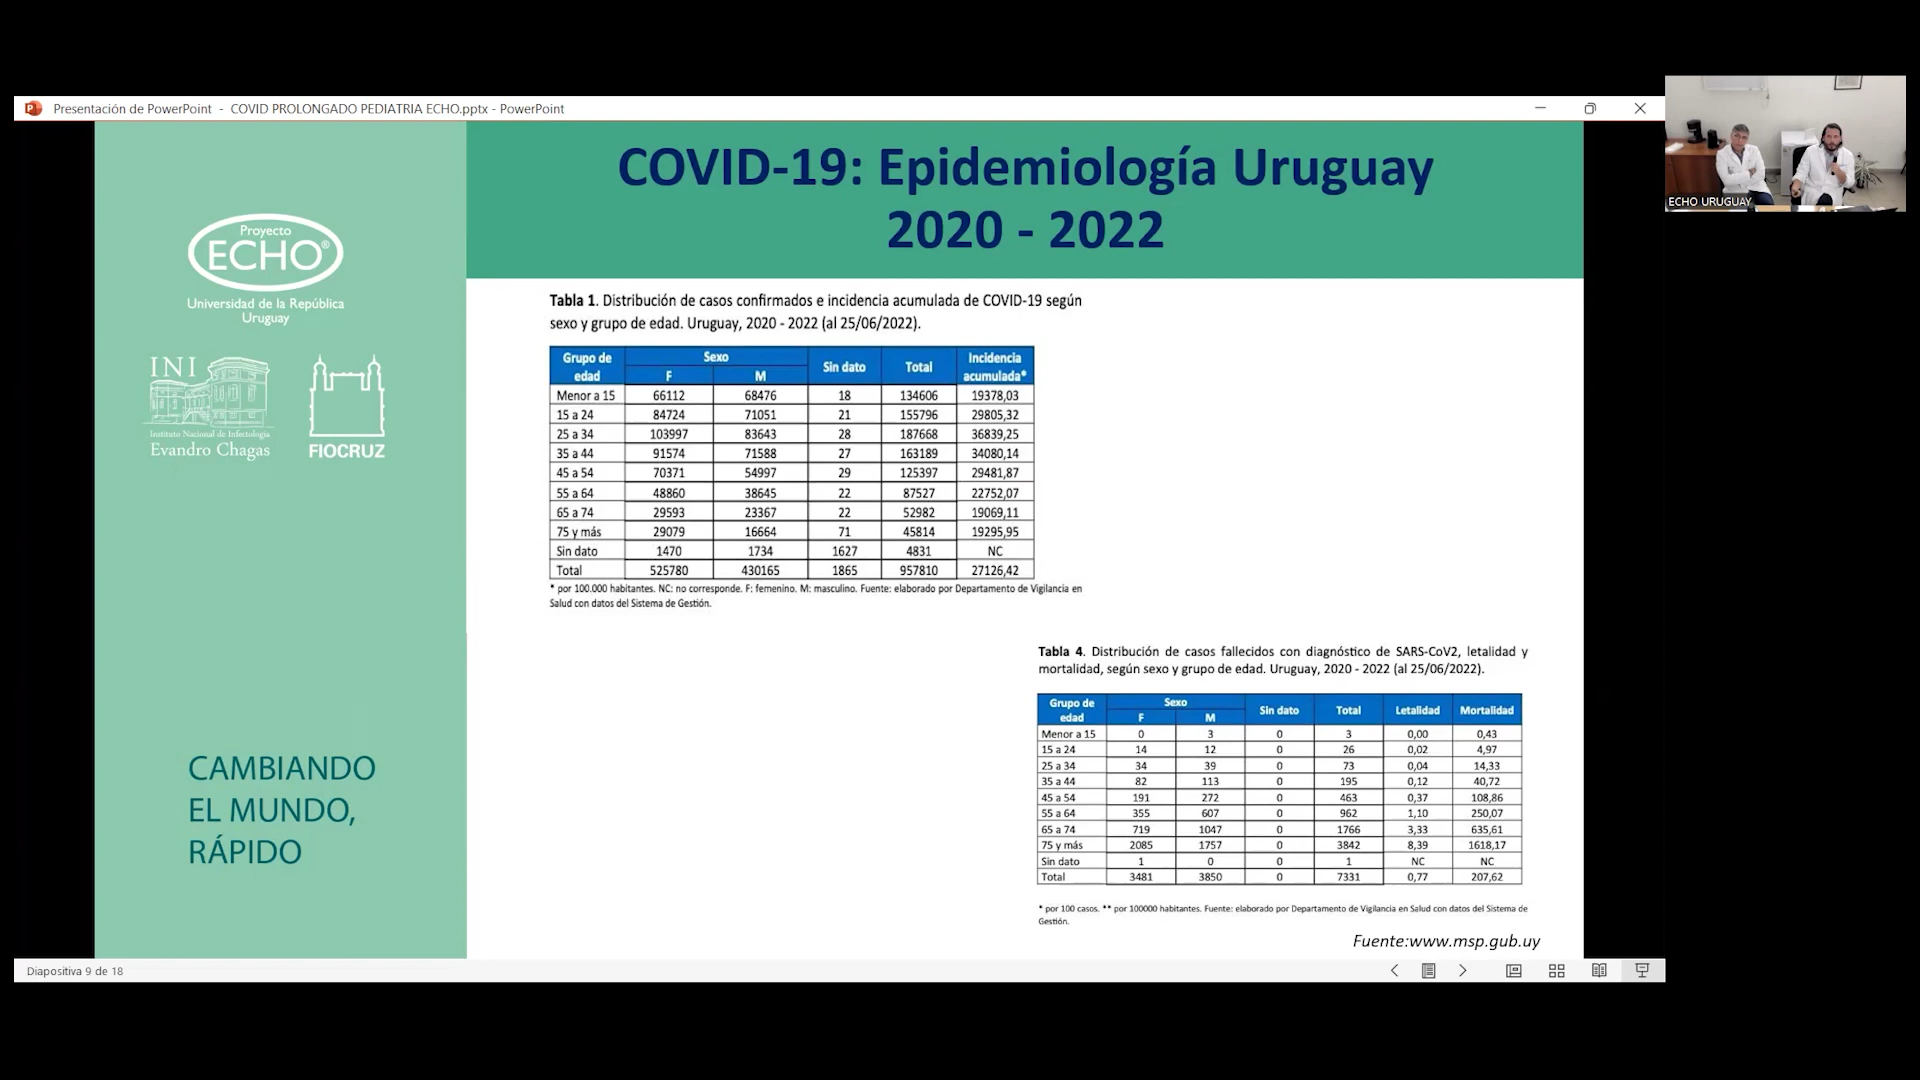 Presentación de PowerPoint - COVID PROLONGADO PEDIATRIA ECHO.pptx - PowerPoint
ECHO URUGUAY
COVID-19: Epidemiología Uruguay
2020 - 2022
Proyecto
ECHO®
Universidad de la República
Uruguay
INI
Instituto Nacional de Infectología
Evandro Chagas
FIOCRUZ
CAMBIANDO
EL MUNDO,
RÁPIDO
Tabla 1. Distribución de casos confirmados e incidencia acumulada de COVID-19 según
sexo y grupo de edad. Uruguay, 2020 - 2022 (al 25/06/2022).
Grupo de edad Sexo F M Sin dato Total Incidencia acumulada*
Menor a 15 66112 68476 18 134606 19378,03
15 a 24 84724 71051 21 155796 29805,32
25 a 34 103997 83643 28 187668 36839,25
35 a 44 91574 71588 27 163189 34080,14
45 a 54 70371 54997 29 125397 29481,87
55 a 64 48860 38645 22 87527 22752,07
65 a 74 29593 23367 22 52982 19069,11
75 y más 29079 16664 71 45814 19295,95
Sin dato 1470 1734 1627 4831 NC
Total 525780 430165 1865 957810 27126,42
* por 100.000 habitantes. NC: no corresponde. F: femenino. M: masculino. Fuente: elaborado por Departamento de Vigilancia en
Salud con datos del Sistema de Gestión.
Tabla 4. Distribución de casos fallecidos con diagnóstico de SARS-CoV2, letalidad y
mortalidad, según sexo y grupo de edad. Uruguay, 2020 - 2022 (al 25/06/2022).
Grupo de edad Sexo F M Sin dato Total Letalidad Mortalidad
Menor a 15 0 3 0 3 0,00 0,43
15 a 24 14 12 0 26 0,02 4,97
25 a 34 34 39 0 73 0,04 14,33
35 a 44 82 113 0 195 0,12 40,72
45 a 54 191 272 0 463 0,37 108,86
55 a 64 355 607 0 962 1,10 250,07
65 a 74 719 1047 0 1766 3,33 635,61
75 y más 2085 1757 0 3842 8,39 1618,17
Sin dato 1 0 0 1 NC NC
Total 3481 3850 0 7331 0,77 207,62
* por 100 casos. ** por 100000 habitantes. Fuente: elaborado por Departamento de Vigilancia en Salud con datos del Sistema de
Gestión.
Fuente:www.msp.gub.uy
Diapositiva 9 de 18